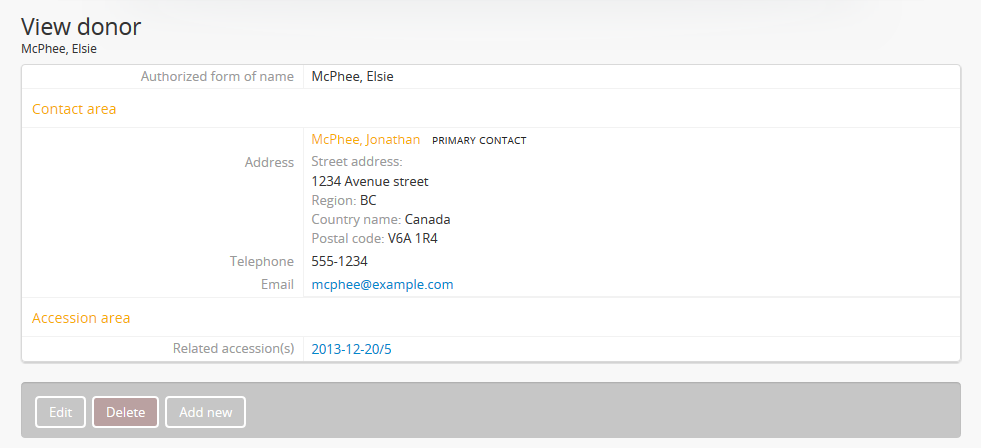 View donor
McPhee, Elsie
Authorized form of name McPhee, Elsie
Contact area
McPhee, Jonathan PRIMARY CONTACT
Address Street address:
1234 Avenue street
Region: BC
Country name: Canada
Postal code: V6A 1R4
Telephone 555-1234
Email mcphee@example.com
Accession area
Related accession(s) 2013-12-20/5
Edit Delete Add new